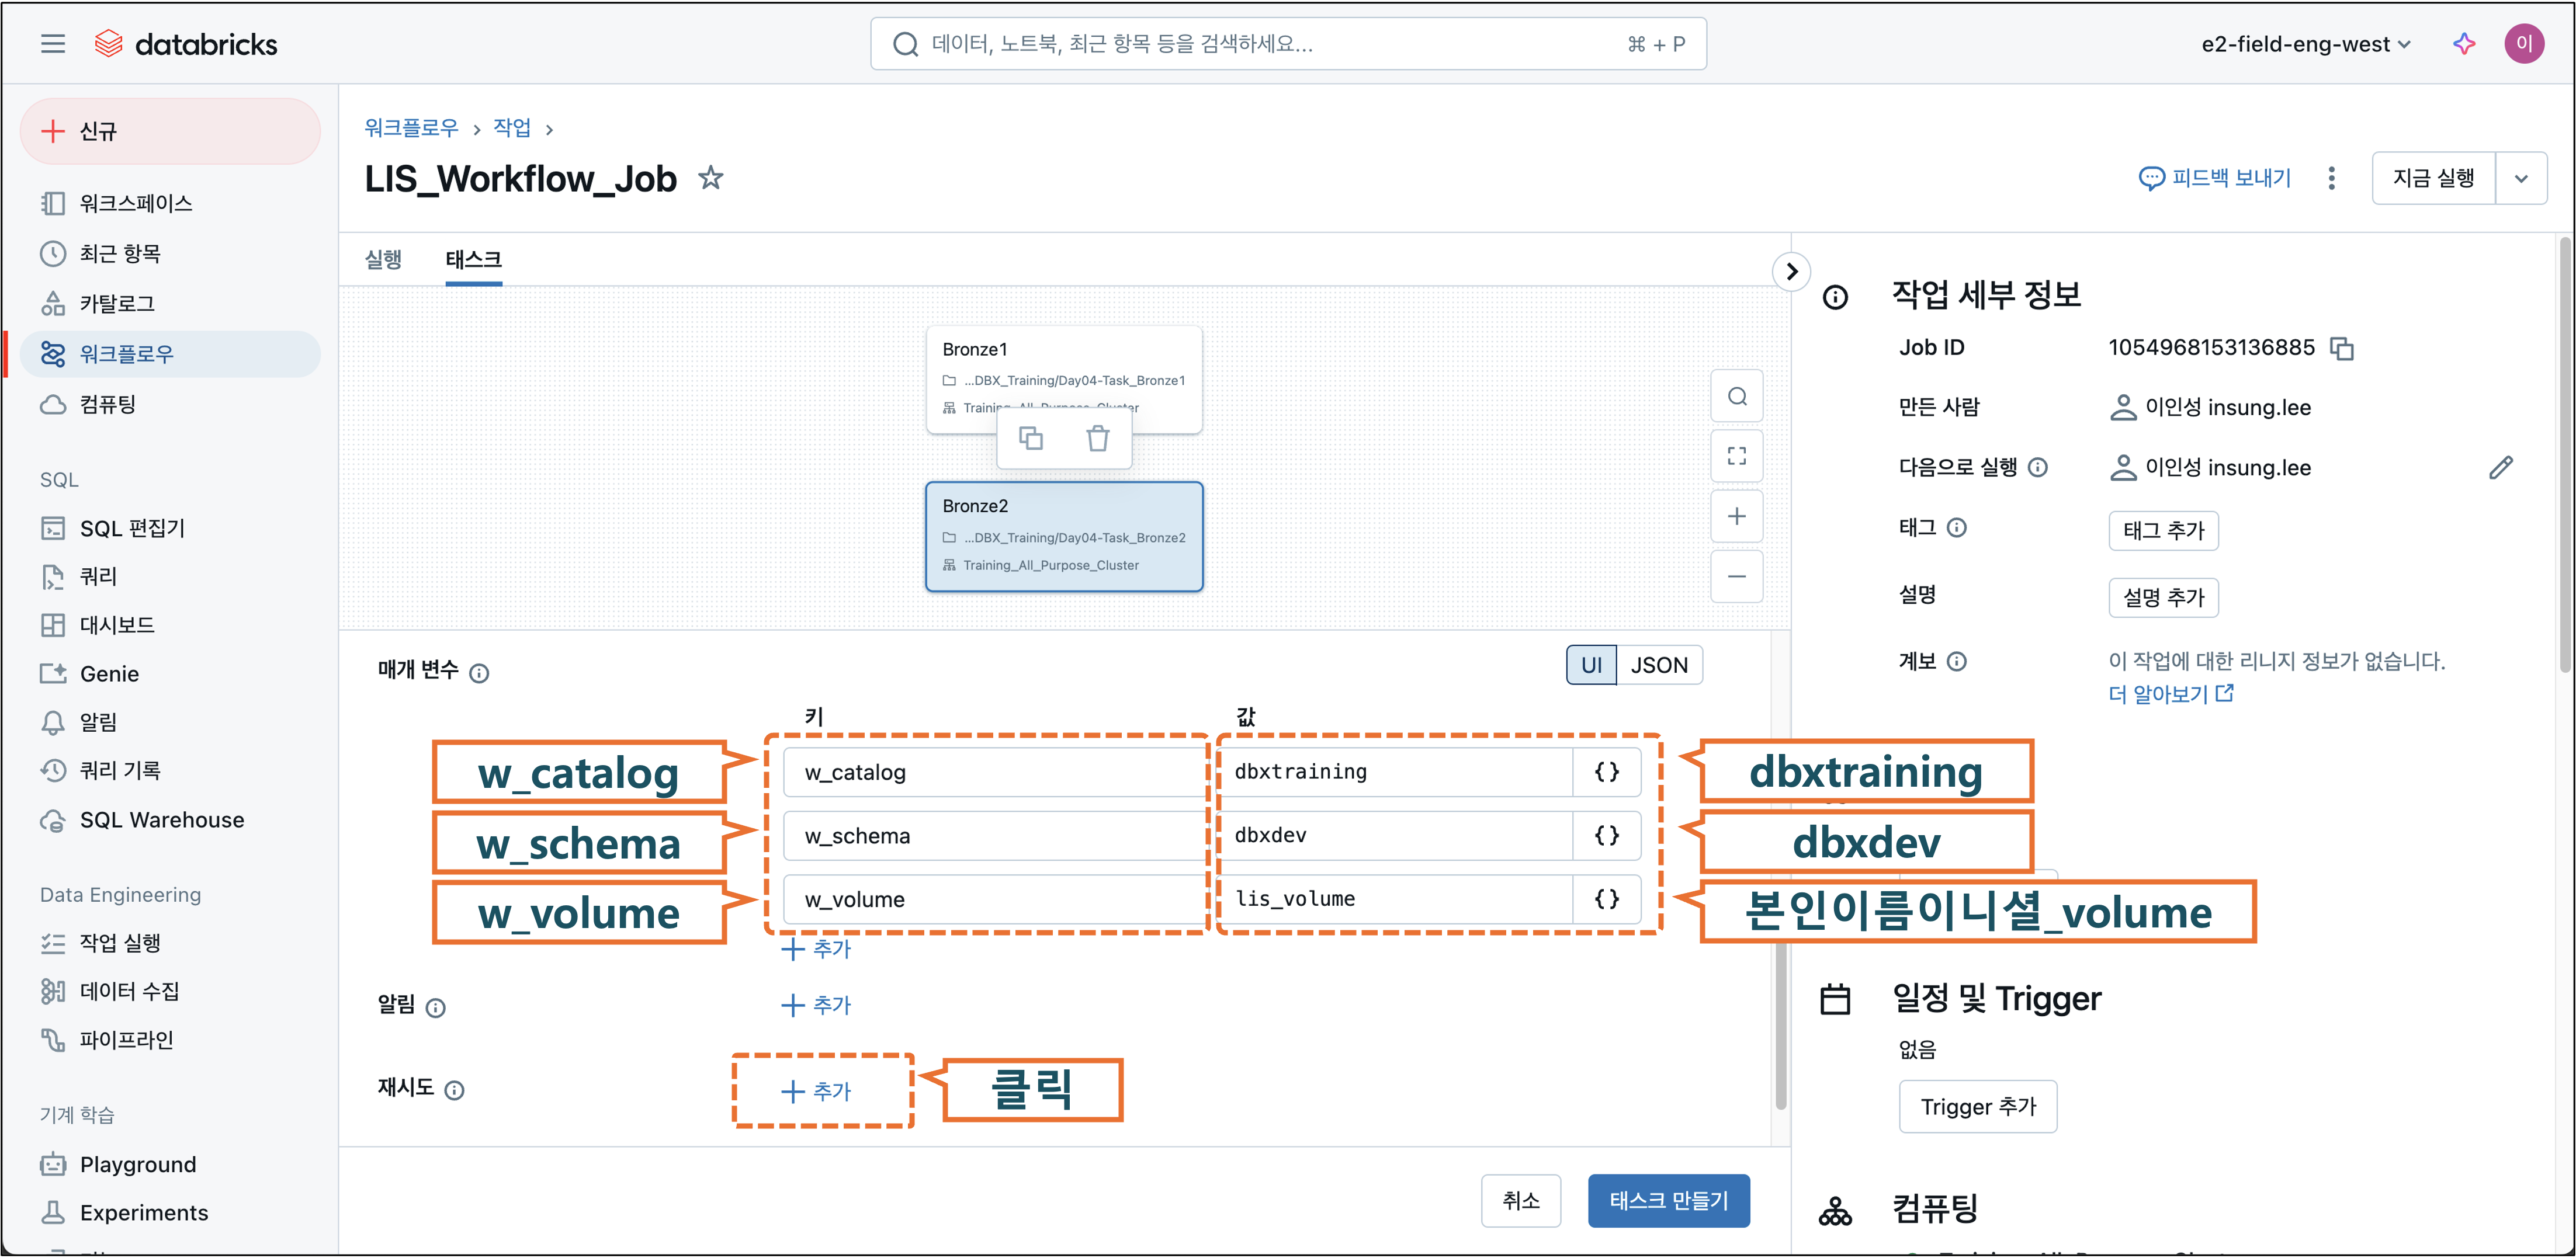 databricks
데이터, 노트북, 최근 항목 등을 검색하세요...
⌘ + P
e2-field-eng-west
이
신규
워크스페이스
최근 항목
카탈로그
워크플로우
컴퓨팅
SQL
SQL 편집기
쿼리
대시보드
Genie
알림
쿼리 기록
SQL Warehouse
Data Engineering
작업 실행
데이터 수집
파이프라인
기계 학습
Playground
Experiments
워크플로우 › 작업 ›
LIS_Workflow_Job
피드백 보내기
지금 실행
실행
태스크
Bronze1
...DBX_Training/Day04-Task_Bronze1
Training_All_Purpose_Cluster
Bronze2
...DBX_Training/Day04-Task_Bronze2
Training_All_Purpose_Cluster
매개 변수
UI
JSON
키
값
w_catalog
w_catalog
dbxtraining
{}
dbxtraining
w_schema
w_schema
dbxdev
{}
dbxdev
w_volume
w_volume
lis_volume
{}
본인이름이니셜_volume
+ 추가
알림
+ 추가
재시도
+ 추가
클릭
취소
태스크 만들기
작업 세부 정보
Job ID
1054968153136885
만든 사람
이인성 insung.lee
다음으로 실행
이인성 insung.lee
태그
태그 추가
설명
설명 추가
계보
이 작업에 대한 리니지 정보가 없습니다.
더 알아보기
일정 및 Trigger
없음
Trigger 추가
컴퓨팅